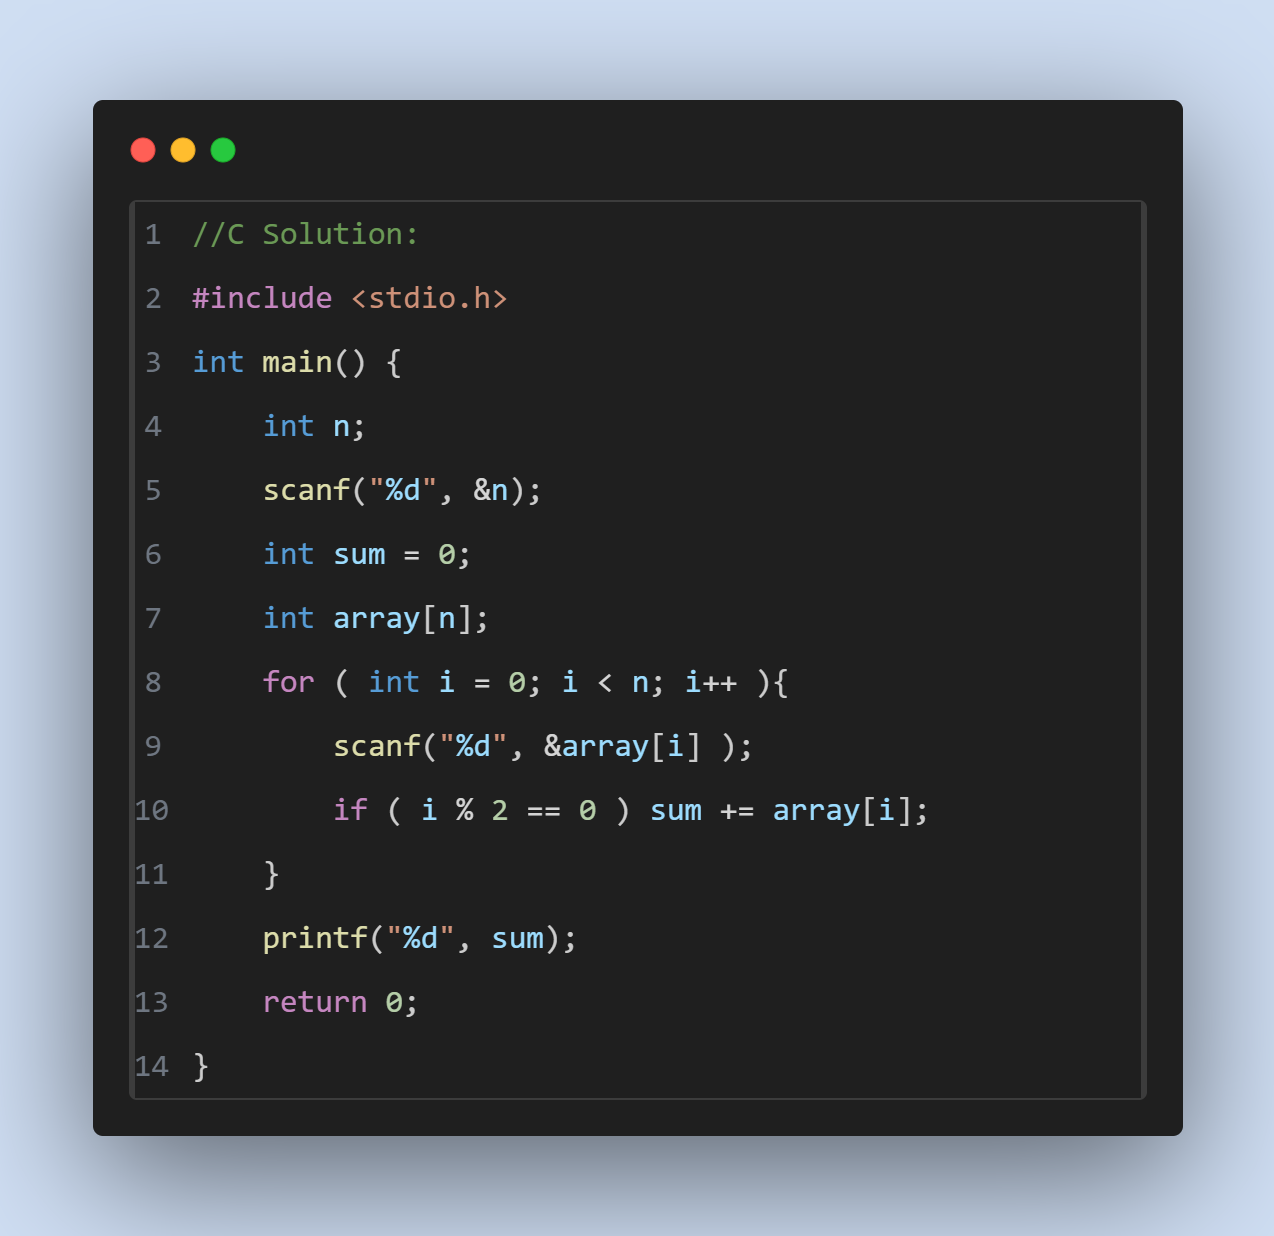 1 //C Solution:
2 #include <stdio.h>
3 int main() {
4     int n;
5     scanf("%d", &n);
6     int sum = 0;
7     int array[n];
8     for ( int i = 0; i < n; i++ ){
9         scanf("%d", &array[i] );
10         if ( i % 2 == 0 ) sum += array[i];
11     }
12     printf("%d", sum);
13     return 0;
14 }